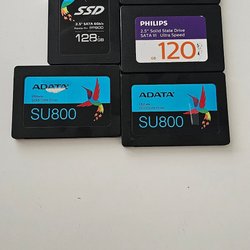 SSD
2.5" SATA 6Gb/s
128GB
PHILIPS
2.5" Solid State Drive
SATA III Ultra Speed
120
GB
ADATA
SU800
ADATA
SU800